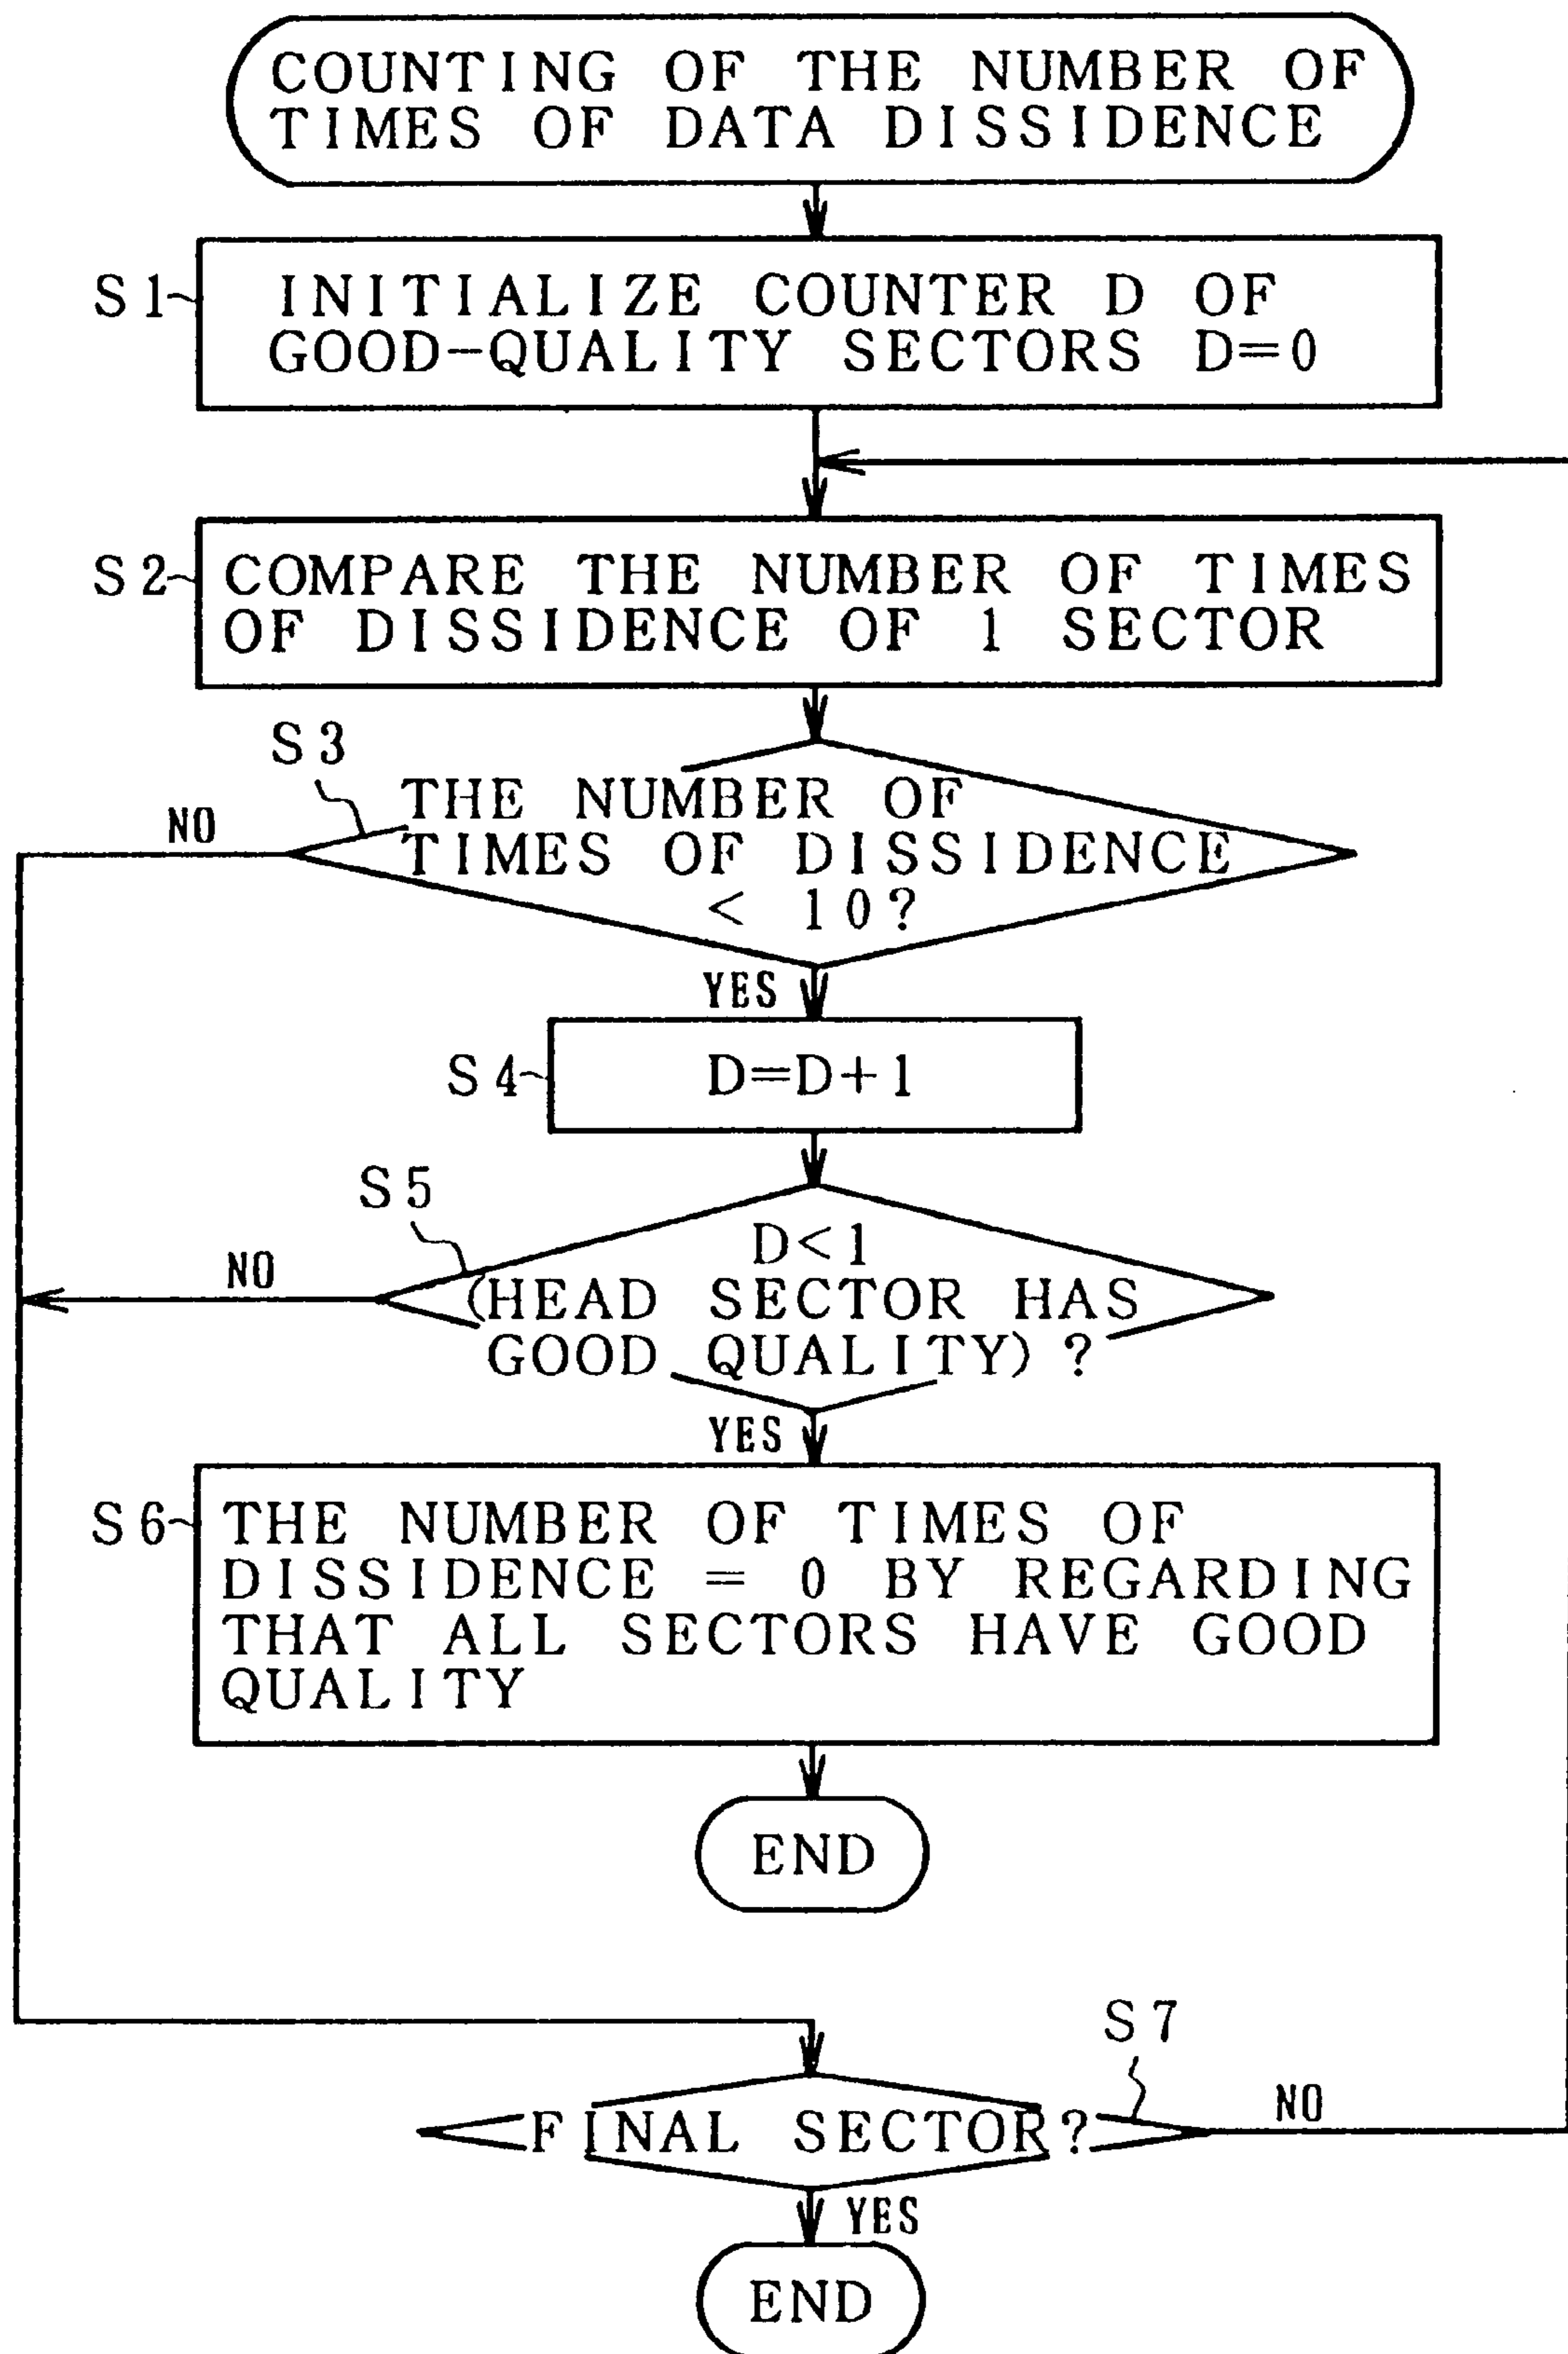 COUNTING OF THE NUMBER OF
TIMES OF DATA DISSIDENCE
S1
INITIALIZE COUNTER D OF
GOOD-QUALITY SECTORS D=0
S2
COMPARE THE NUMBER OF TIMES
OF DISSIDENCE OF 1 SECTOR
S3
NO
THE NUMBER OF
TIMES OF DISSIDENCE
< 10?
YES
S4
D=D+1
S5
NO
D<1
(HEAD SECTOR HAS
GOOD QUALITY)?
YES
S6
THE NUMBER OF TIMES OF
DISSIDENCE = 0 BY REGARDING
THAT ALL SECTORS HAVE GOOD
QUALITY
END
S7
FINAL SECTOR?
NO
YES
END